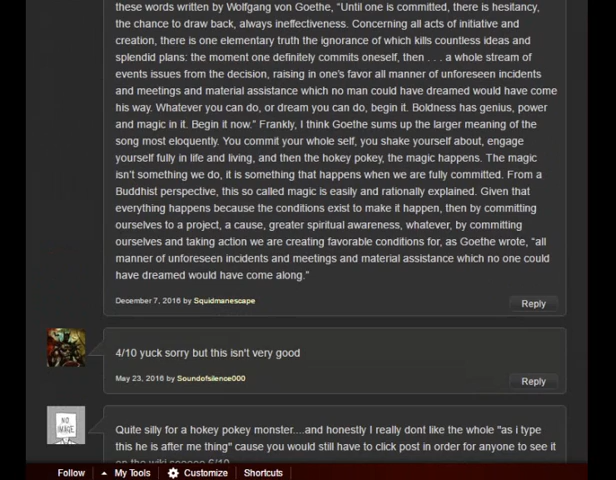 these words written by Wolfgang von Goethe, “Until one is committed, there is hesitancy,
the chance to draw back, always ineffectiveness. Concerning all acts of initiative and
creation, there is one elementary truth the ignorance of which kills countless ideas and
splendid plans: the moment one definitely commits oneself, then . . . a whole stream of
events issues from the decision, raising in one's favor all manner of unforeseen incidents
and meetings and material assistance which no man could have dreamed would have come
his way. Whatever you can do, or dream you can do, begin it. Boldness has genius, power
and magic in it. Begin it now.” Frankly, I think Goethe sums up the larger meaning of the
song most eloquently. You commit your whole self, you shake yourself about, engage
yourself fully in life and living, and then the hokey pokey, the magic happens. The magic
isn't something we do, it is something that happens when we are fully committed. From a
Buddhist perspective, this so called magic is easily and rationally explained. Given that
everything happens because the conditions exist to make it happen, then by committing
ourselves to a project, a cause, greater spiritual awareness, whatever, by committing
ourselves and taking action we are creating favorable conditions for, as Goethe wrote, “all
manner of unforeseen incidents and meetings and material assistance which no one could
have dreamed would have come along.”
December 7, 2016 by Squidmanescape
Reply
4/10 yuck sorry but this isn't very good
May 23, 2016 by Soundofsilence000
Reply
NO
IMAGE
Quite silly for a hokey pokey monster....and honestly I really dont like the whole "as i type
this he is after me thing" cause you would still have to click post in order for anyone to see it
on the wiki soooo 6/10
Follow My Tools Customize Shortcuts